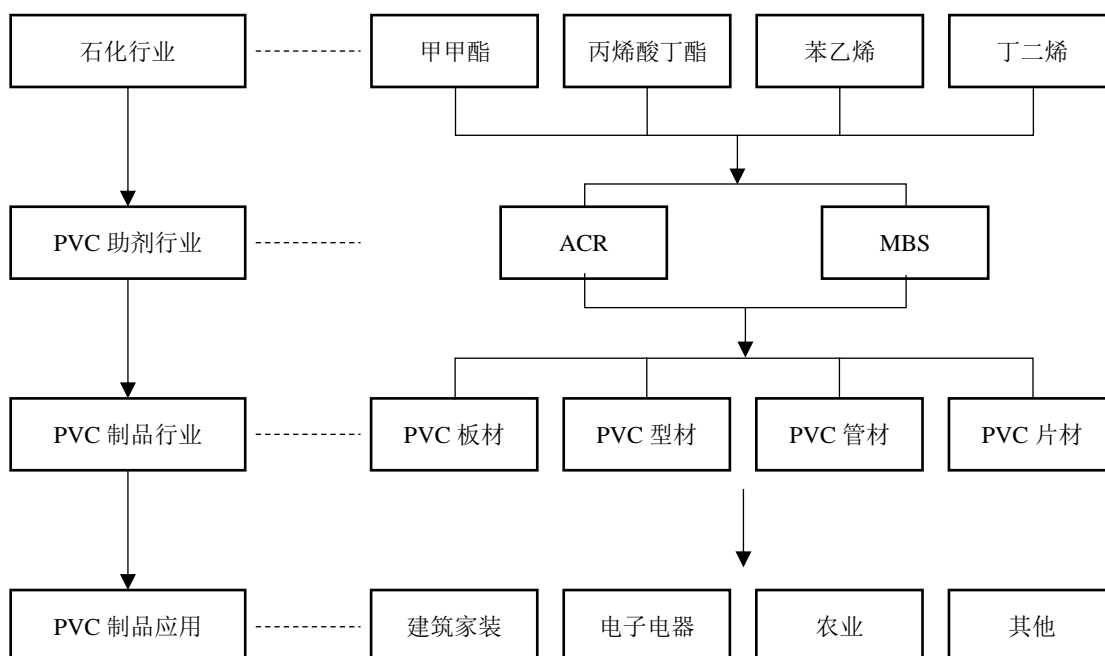 石化行业
甲甲酯
丙烯酸丁酯
苯乙烯
丁二烯
PVC 助剂行业
ACR
MBS
PVC 制品行业
PVC 板材
PVC 型材
PVC 管材
PVC 片材
PVC 制品应用
建筑家装
电子电器
农业
其他